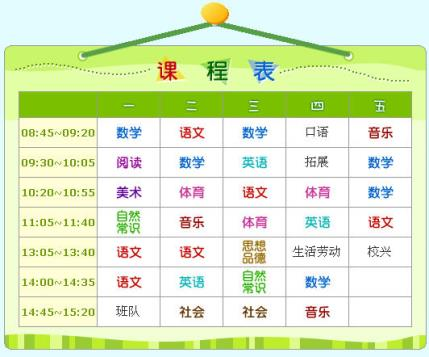 课程表
一 二 三 四 五
08:45~09:20 数学 语文 数学 口语 音乐
09:30~10:05 阅读 数学 英语 拓展 数学
10:20~10:55 美术 体育 语文 体育 数学
11:05~11:40 自然常识 音乐 体育 英语 语文
13:05~13:40 语文 语文 思想品德 生活劳动 校兴
14:00~14:35 语文 英语 自然常识 数学
14:45~15:20 班队 社会 社会 音乐